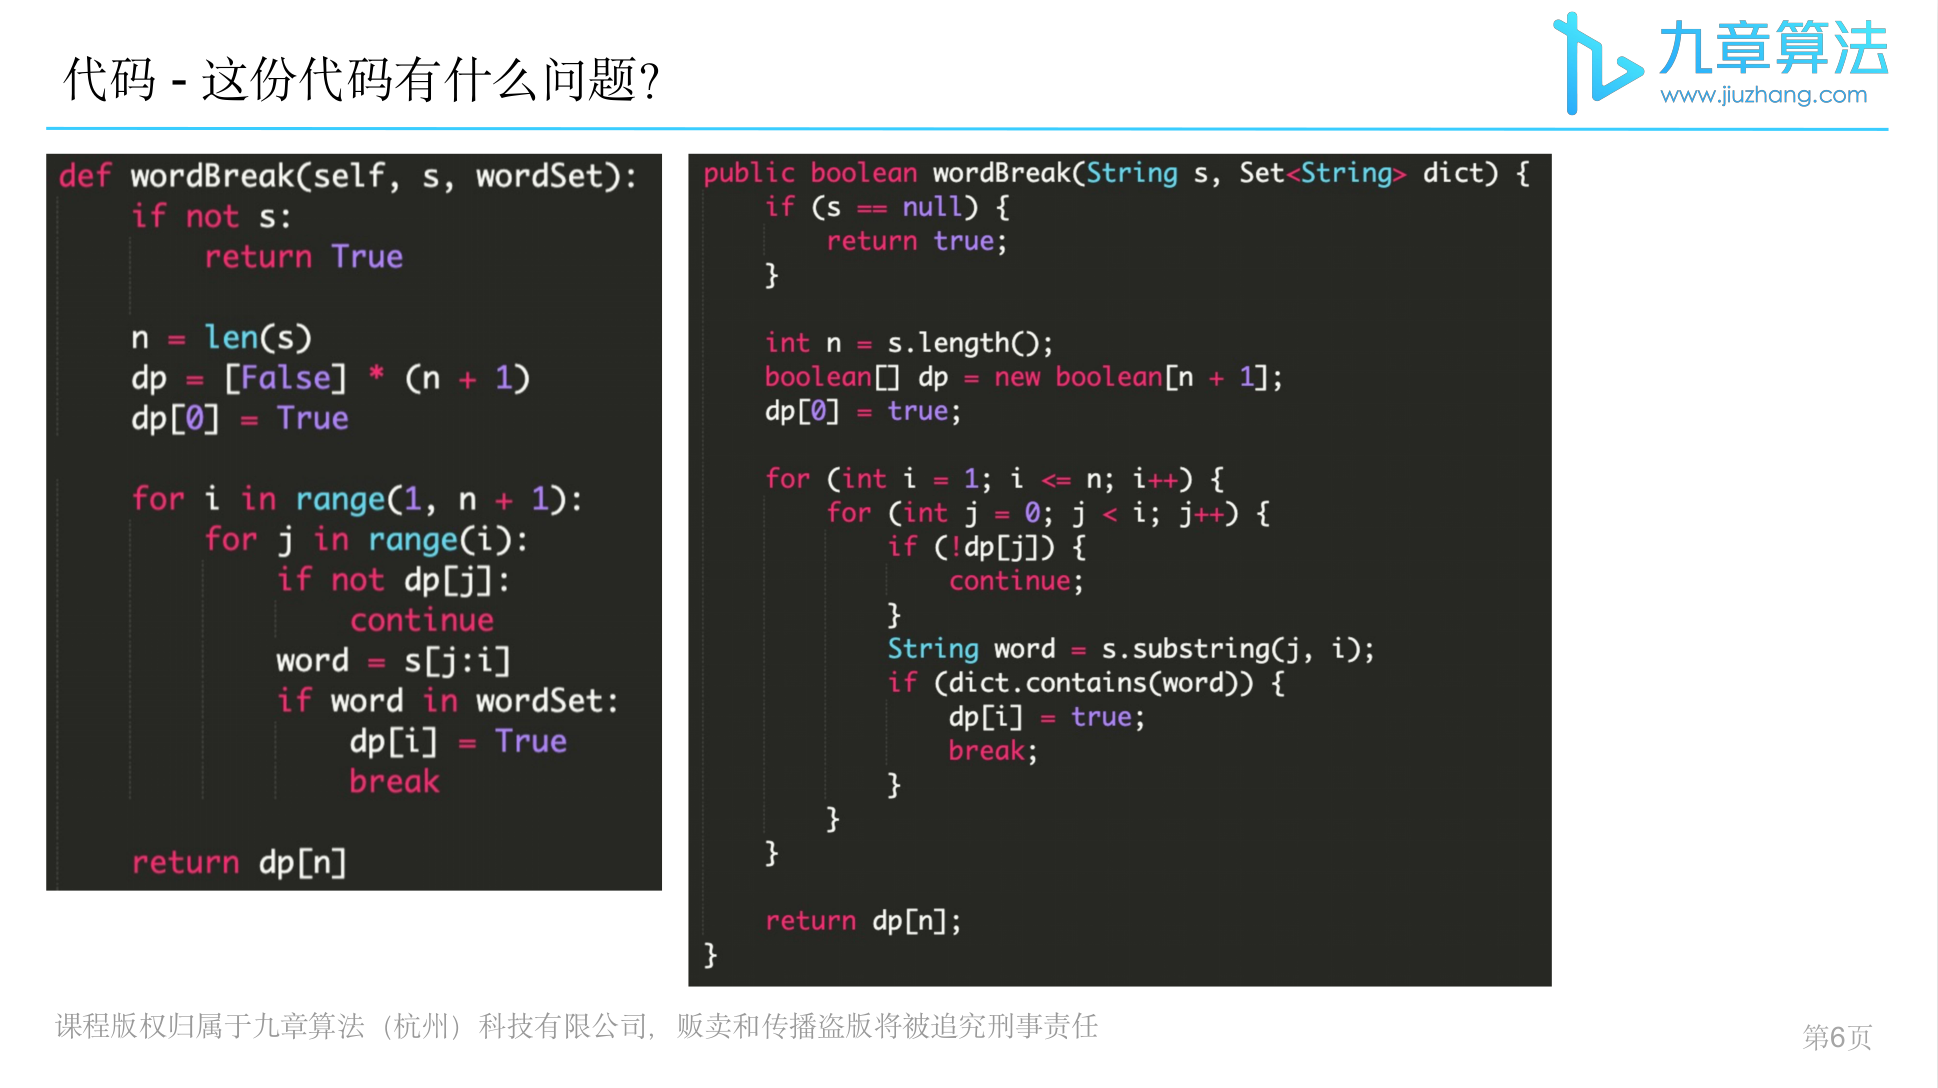 代码 - 这份代码有什么问题？
九章算法
www.jiuzhang.com
def wordBreak(self, s, wordSet):
    if not s:
        return True
    n = len(s)
    dp = [False] * (n + 1)
    dp[0] = True
    for i in range(1, n + 1):
        for j in range(i):
            if not dp[j]:
                continue
            word = s[j:i]
            if word in wordSet:
                dp[i] = True
                break
    return dp[n]
public boolean wordBreak(String s, Set<String> dict) {
    if (s == null) {
        return true;
    }
    int n = s.length();
    boolean[] dp = new boolean[n + 1];
    dp[0] = true;
    for (int i = 1; i <= n; i++) {
        for (int j = 0; j < i; j++) {
            if (!dp[j]) {
                continue;
            }
            String word = s.substring(j, i);
            if (dict.contains(word)) {
                dp[i] = true;
                break;
            }
        }
    }
    return dp[n];
}
课程版权归属于九章算法（杭州）科技有限公司，贩卖和传播盗版将被追究刑事责任
第6页